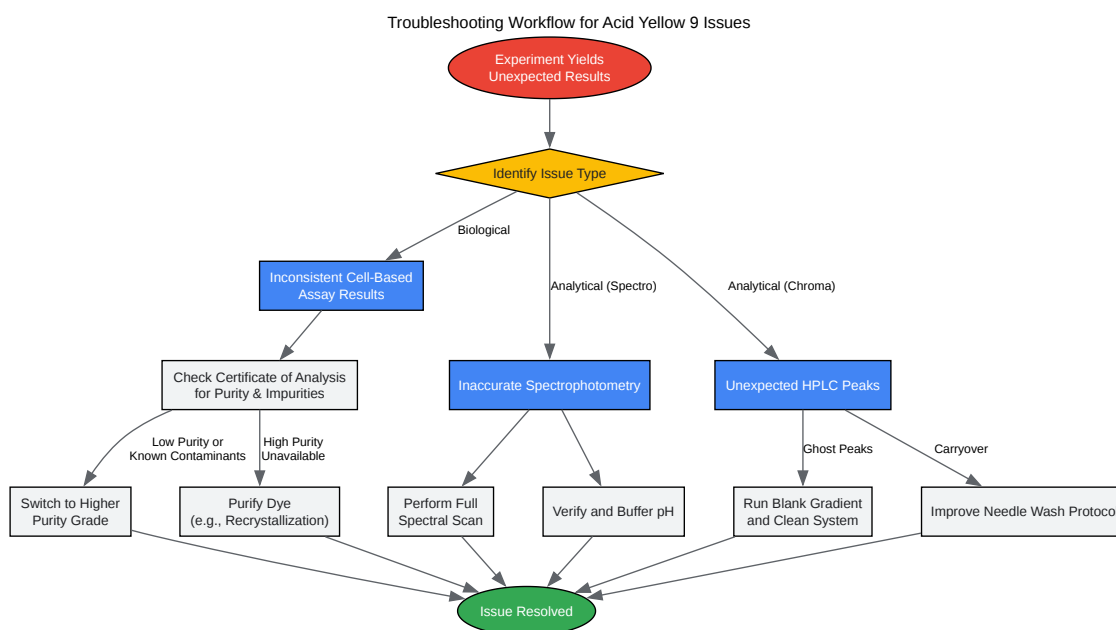 Troubleshooting Workflow for Acid Yellow 9 Issues
Experiment Yields
Unexpected Results
Identify Issue Type
Biological
Inconsistent Cell-Based
Assay Results
Analytical (Spectro)
Analytical (Chroma)
Check Certificate of Analysis
for Purity & Impurities
Inaccurate Spectrophotometry
Unexpected HPLC Peaks
Low Purity or
Known Contaminants
High Purity
Unavailable
Ghost Peaks
Carryover
Switch to Higher
Purity Grade
Purify Dye
(e.g., Recrystallization)
Perform Full
Spectral Scan
Verify and Buffer pH
Run Blank Gradient
and Clean System
Improve Needle Wash Protoco
Issue Resolved